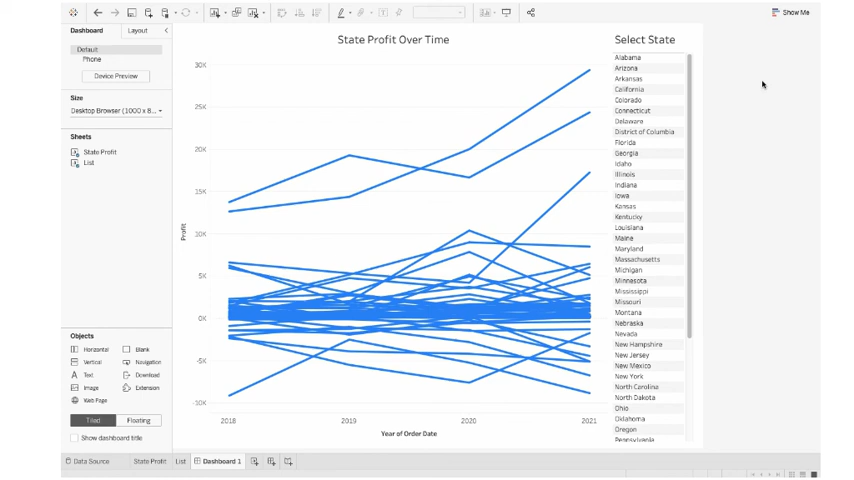 Show Me
Dashboard
Layout
Default
Phone
Device Preview
Size
Desktop Browser (1000 x 8...
Sheets
State Profit
List
Objects
Horizontal
Blank
Vertical
Navigation
Text
Download
Image
Extension
Web Page
Tiled
Floating
Show dashboard title
State Profit Over Time
30K
25K
20K
15K
10K
5K
0K
-5K
-10K
Profit
2018
2019
2020
2021
Year of Order Date
Select State
Alabama
Arizona
Arkansas
California
Colorado
Connecticut
Delaware
District of Columbia
Florida
Georgia
Idaho
Illinois
Indiana
Iowa
Kansas
Kentucky
Louisiana
Maine
Maryland
Massachusetts
Michigan
Minnesota
Mississippi
Missouri
Montana
Nebraska
Nevada
New Hampshire
New Jersey
New Mexico
New York
North Carolina
North Dakota
Ohio
Oklahoma
Oregon
Pennsylvania
Data Source
State Profit
List
Dashboard 1